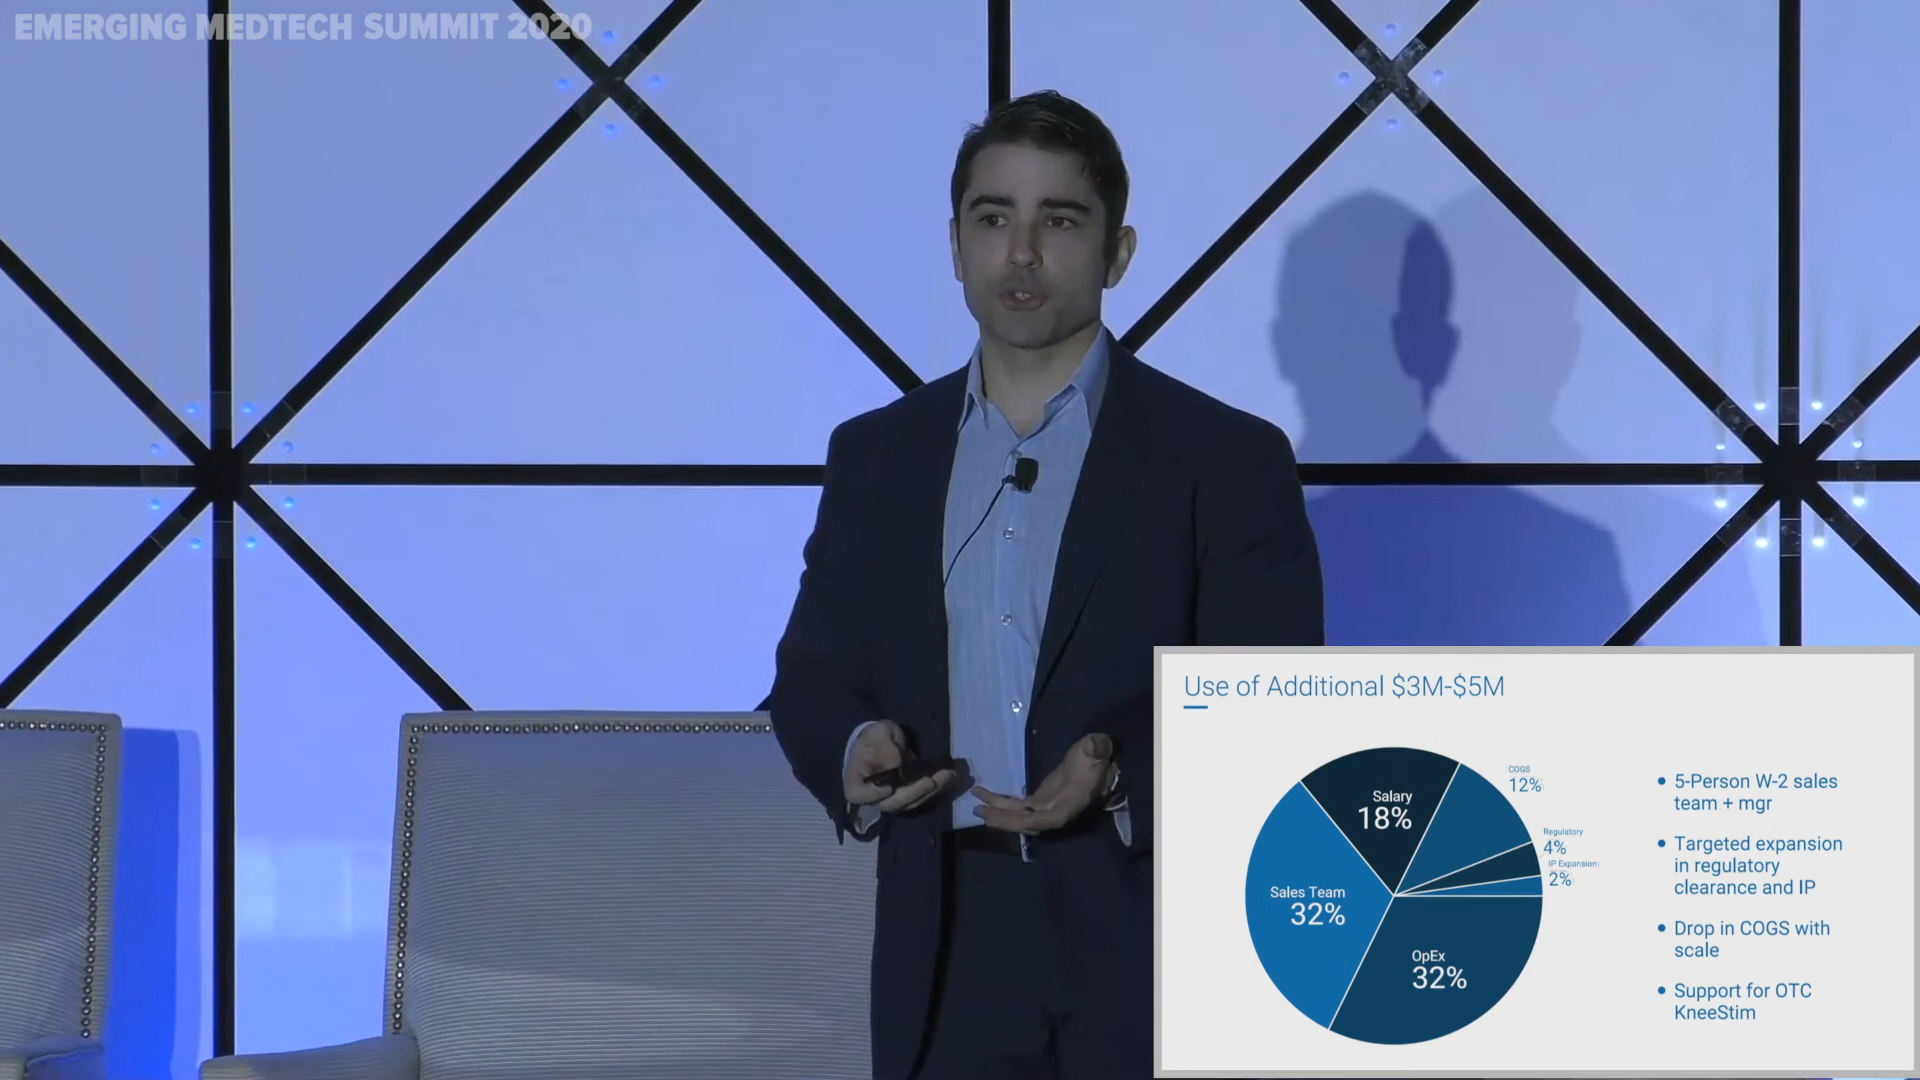 EMERGING MEDTECH SUMMIT 2020
Use of Additional $3M-$5M
Salary
18%
COGS
12%
Regulatory
4%
IP Expansion
2%
Sales Team
32%
OpEx
32%
• 5-Person W-2 sales
team + mgr
• Targeted expansion
in regulatory
clearance and IP
• Drop in COGS with
scale
• Support for OTC
KneeStim